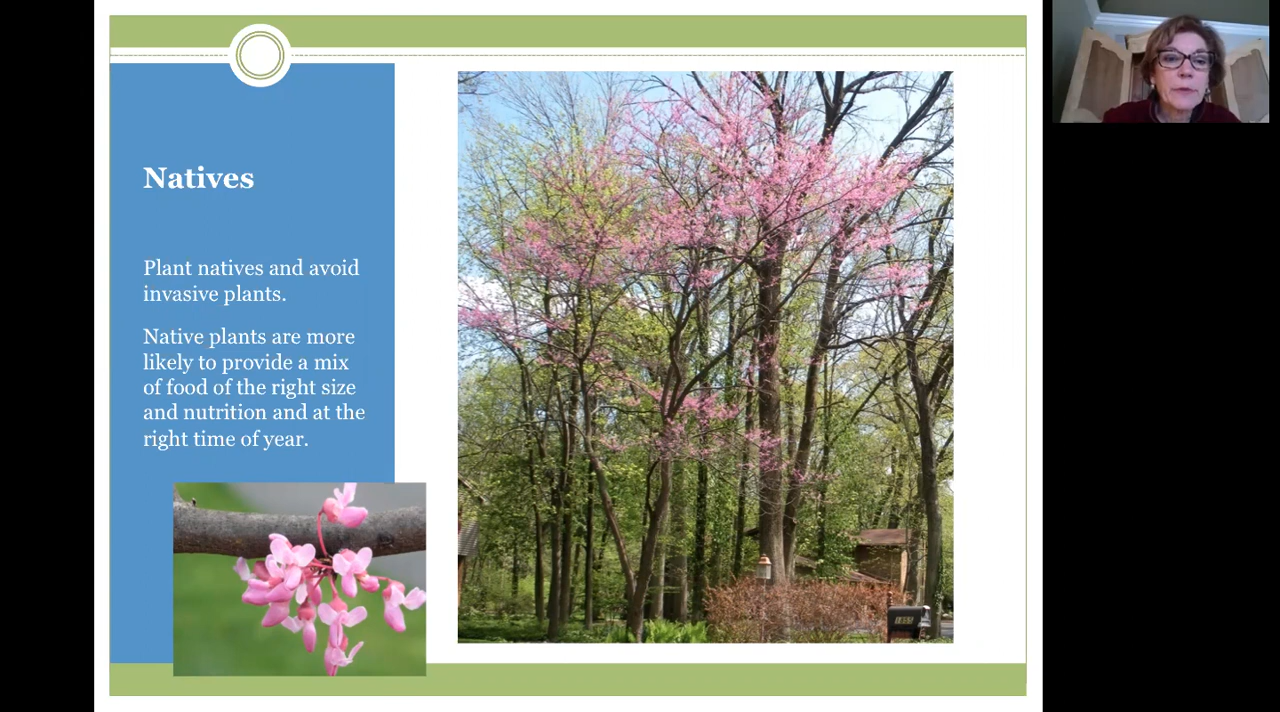 Natives
Plant natives and avoid
invasive plants.
Native plants are more
likely to provide a mix
of food of the right size
and nutrition and at the
right time of year.
1855